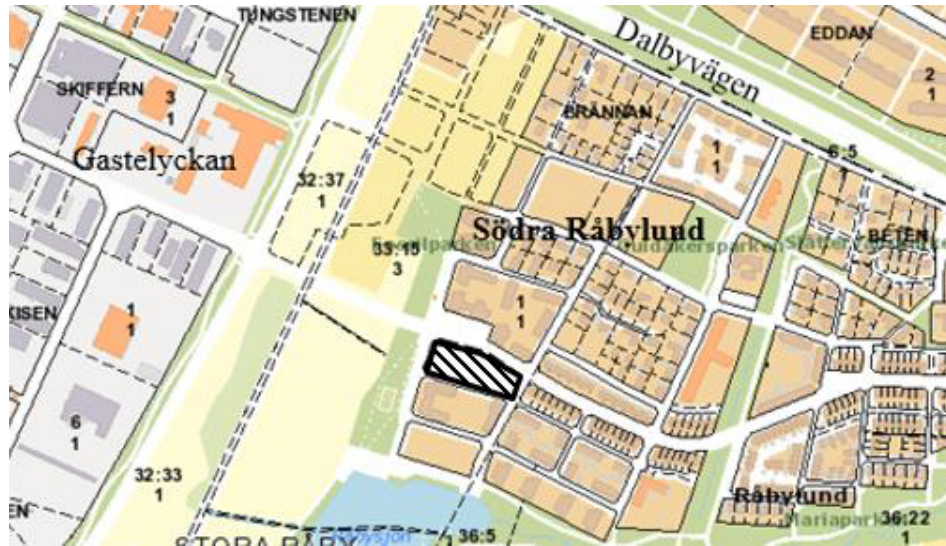 TUNGSTENEN
Dalbyvägen
EDDAN
SKIFFERN
3
1
2
1
BRÄNNAN
Gastelyckan
1
1
6:5
1
32:37
1
Södra Råbylund
BETEN
33:15
3
KISEN
1
1
1
1
6
1
32:33
1
Råbylund
36:22
1
STORA RÅBY
36:5